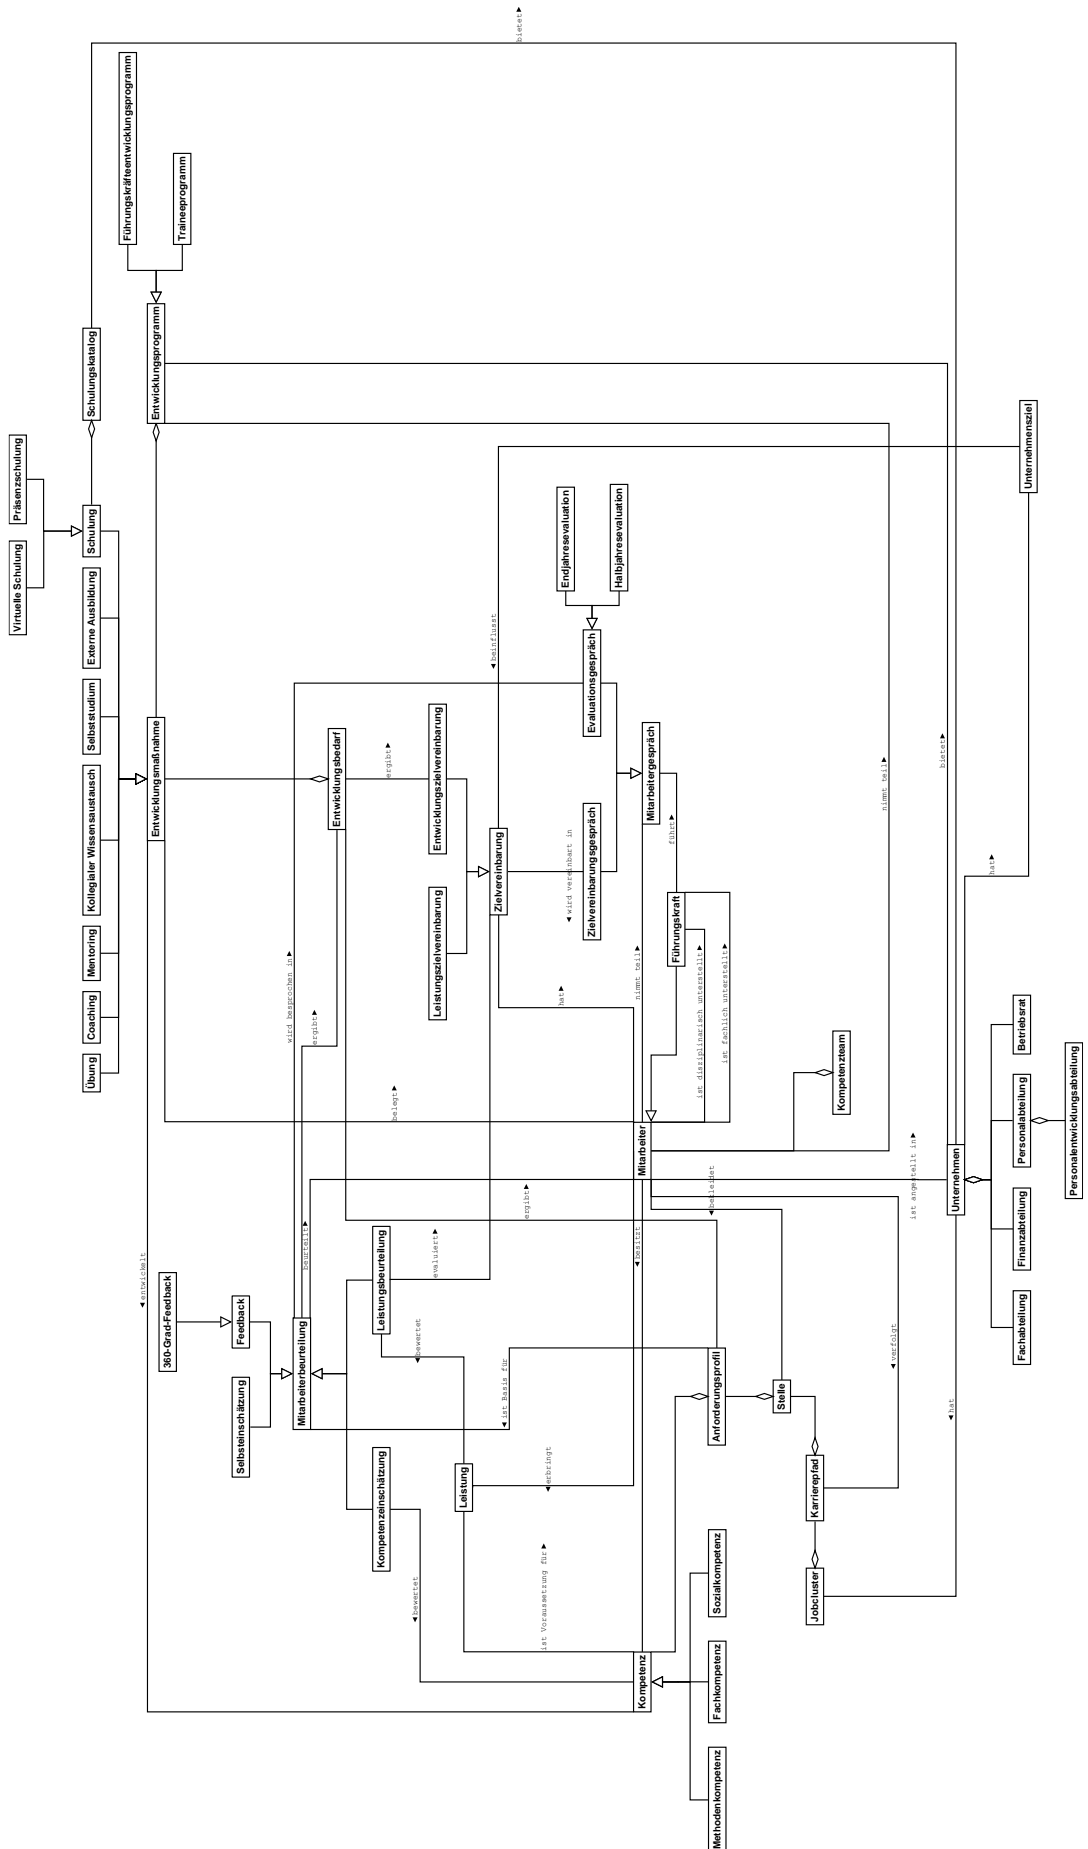 bietet►
Führungskräfteentwicklungsprogramm
Traineeprogramm
Entwicklungsprogramm
Schulungskatalog
Präsenzschulung
Virtuelle Schulung
Schulung
Externe Ausbildung
Selbststudium
Kollegialer Wissensaustausch
Mentoring
Coaching
Übung
Entwicklungsmaßnahme
Unternehmensziel
Endjahresevaluation
Halbjahresevaluation
Evaluationsgespräch
◄beeinflusst
Entwicklungsbedarf
ergibt►
Entwicklungszielvereinbarung
Leistungszielvereinbarung
Zielvereinbarung
◄wird vereinbart in
Zielvereinbarungsgespräch
Mitarbeitergespräch
führt►
Führungskraft
bietet►
nimmt teil►
hat►
wird besprochen in►
ergibt►
hat►
nimmt teil►
ist disziplinarisch unterstellt►
ist fachlich unterstellt►
Kompetenzteam
belegt►
Mitarbeiter
◄bekleidet
ist angestellt in►
Unternehmen
Betriebsrat
Personalabteilung
Personalentwicklungsabteilung
Finanzabteilung
Fachabteilung
◄entwickelt
360-Grad-Feedback
Feedback
Selbsteinschätzung
beurteilt►
Mitarbeiterbeurteilung
Leistungsbeurteilung
evaluiert►
◄bewertet
ergibt►
◄besitzt
◄ist Basis für
Anforderungsprofil
Stelle
◄verfolgt
◄hat
Kompetenzeinschätzung
Leistung
◄erbringt
Karrierepfad
Jobcluster
◄bewertet
ist Voraussetzung für►
Kompetenz
Sozialkompetenz
Fachkompetenz
Methodenkompetenz